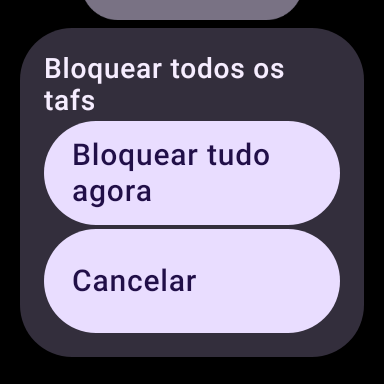 Bloquear todos os
tafs
Bloquear tudo
agora
Cancelar